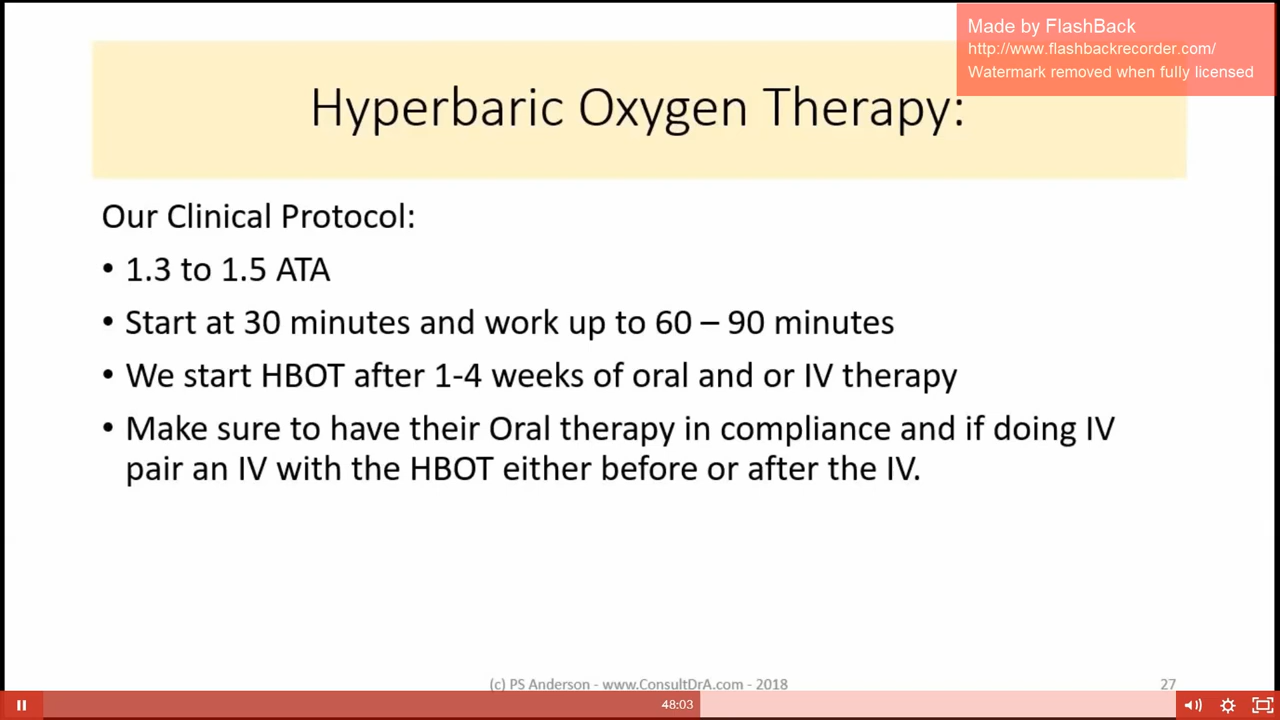 Made by FlashBack
http://www.flashbackrecorder.com/
Watermark removed when fully licensed
Hyperbaric Oxygen Therapy:
Our Clinical Protocol:
• 1.3 to 1.5 ATA
• Start at 30 minutes and work up to 60 – 90 minutes
• We start HBOT after 1-4 weeks of oral and or IV therapy
• Make sure to have their Oral therapy in compliance and if doing IV
pair an IV with the HBOT either before or after the IV.
(c) PS Anderson - www.ConsultDrA.com - 2018
27
48:03